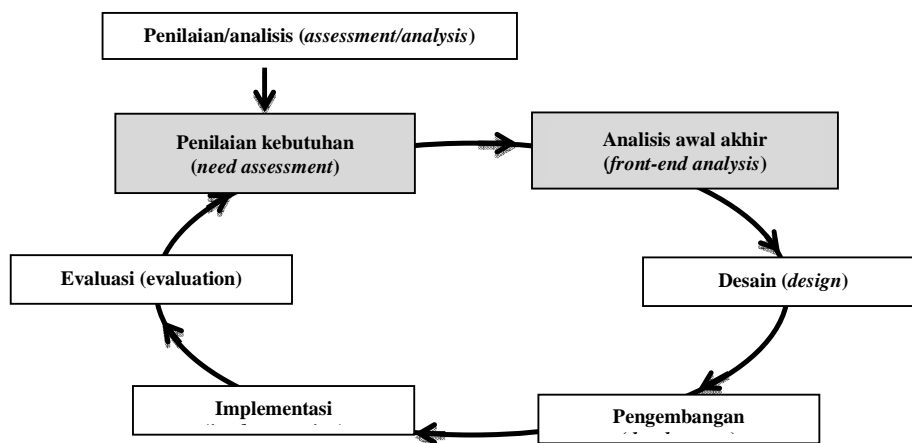 Penilaian/analisis (assessment/analysis)
Penilaian kebutuhan
(need assessment)
Analisis awal akhir
(front-end analysis)
Evaluasi (evaluation)
Desain (design)
Implementasi
Pengembangan